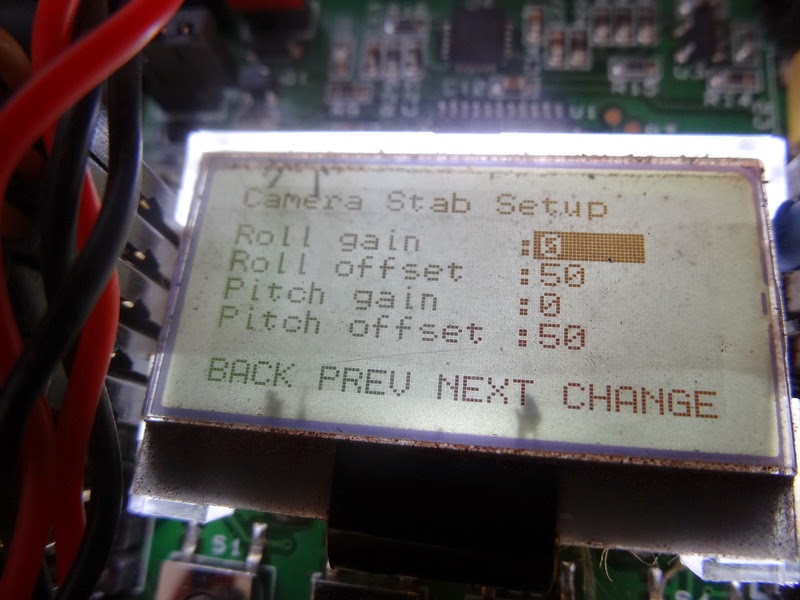 Camera Stab Setup
Roll gain :0
Roll offset :50
Pitch gain :0
Pitch offset :50
BACK PREV NEXT CHANGE
S1